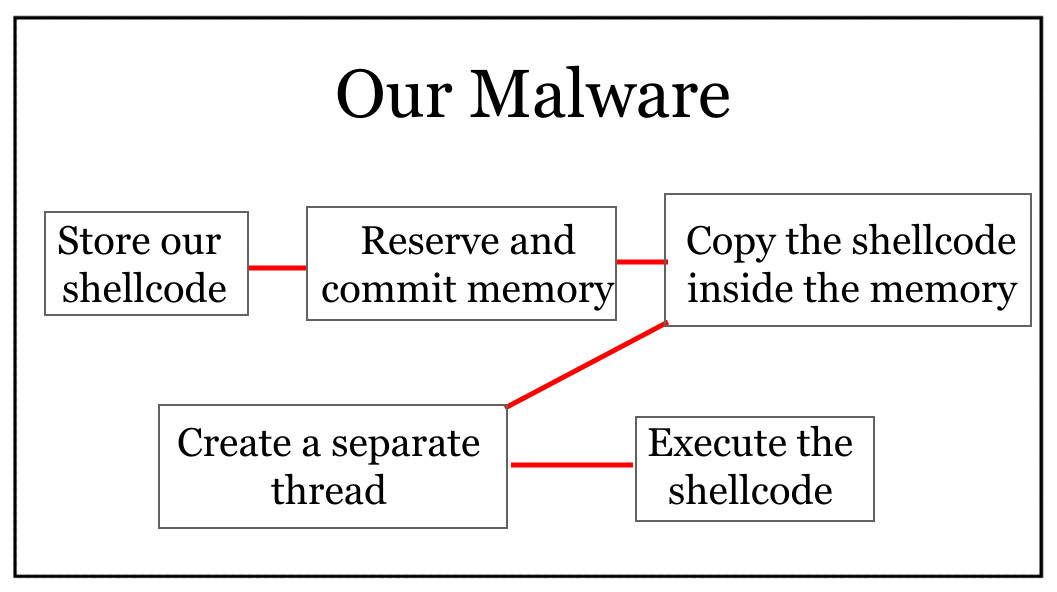 Our Malware
Store our
shellcode
Reserve and
commit memory
Copy the shellcode
inside the memory
Create a separate
thread
Execute the
shellcode